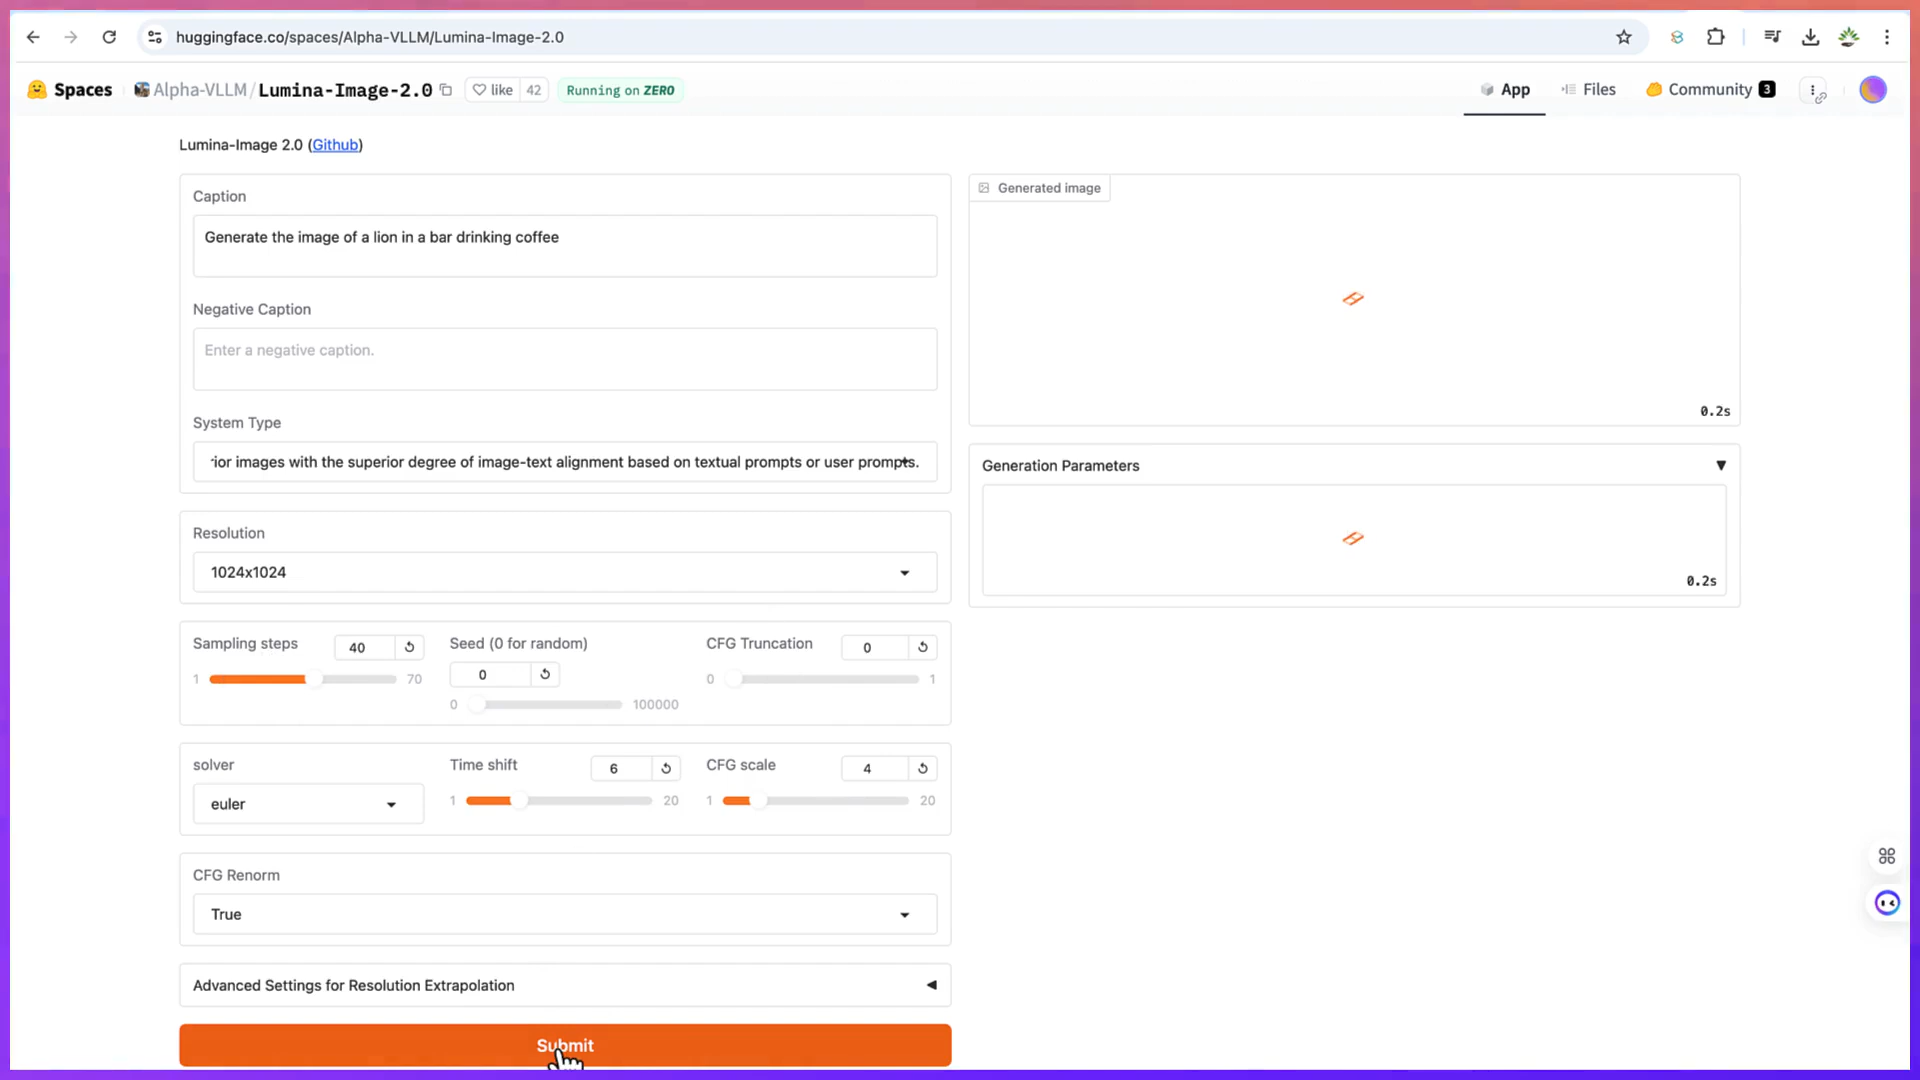 huggingface.co/spaces/Alpha-VLLM/Lumina-Image-2.0
Spaces
Alpha-VLLM/Lumina-Image-2.0
like 42
Running on ZERO
App
Files
Community 3
Lumina-Image 2.0 (Github)
Caption
Generate the image of a lion in a bar drinking coffee
Negative Caption
Enter a negative caption.
System Type
rior images with the superior degree of image-text alignment based on textual prompts or user prompts.
Resolution
1024x1024
Sampling steps 40
1 70
Seed (0 for random)
0
0 100000
CFG Truncation 0
0 1
solver
euler
Time shift 6
1 20
CFG scale 4
1 20
CFG Renorm
True
Advanced Settings for Resolution Extrapolation
Submit
Generated image
0.2s
Generation Parameters
0.2s